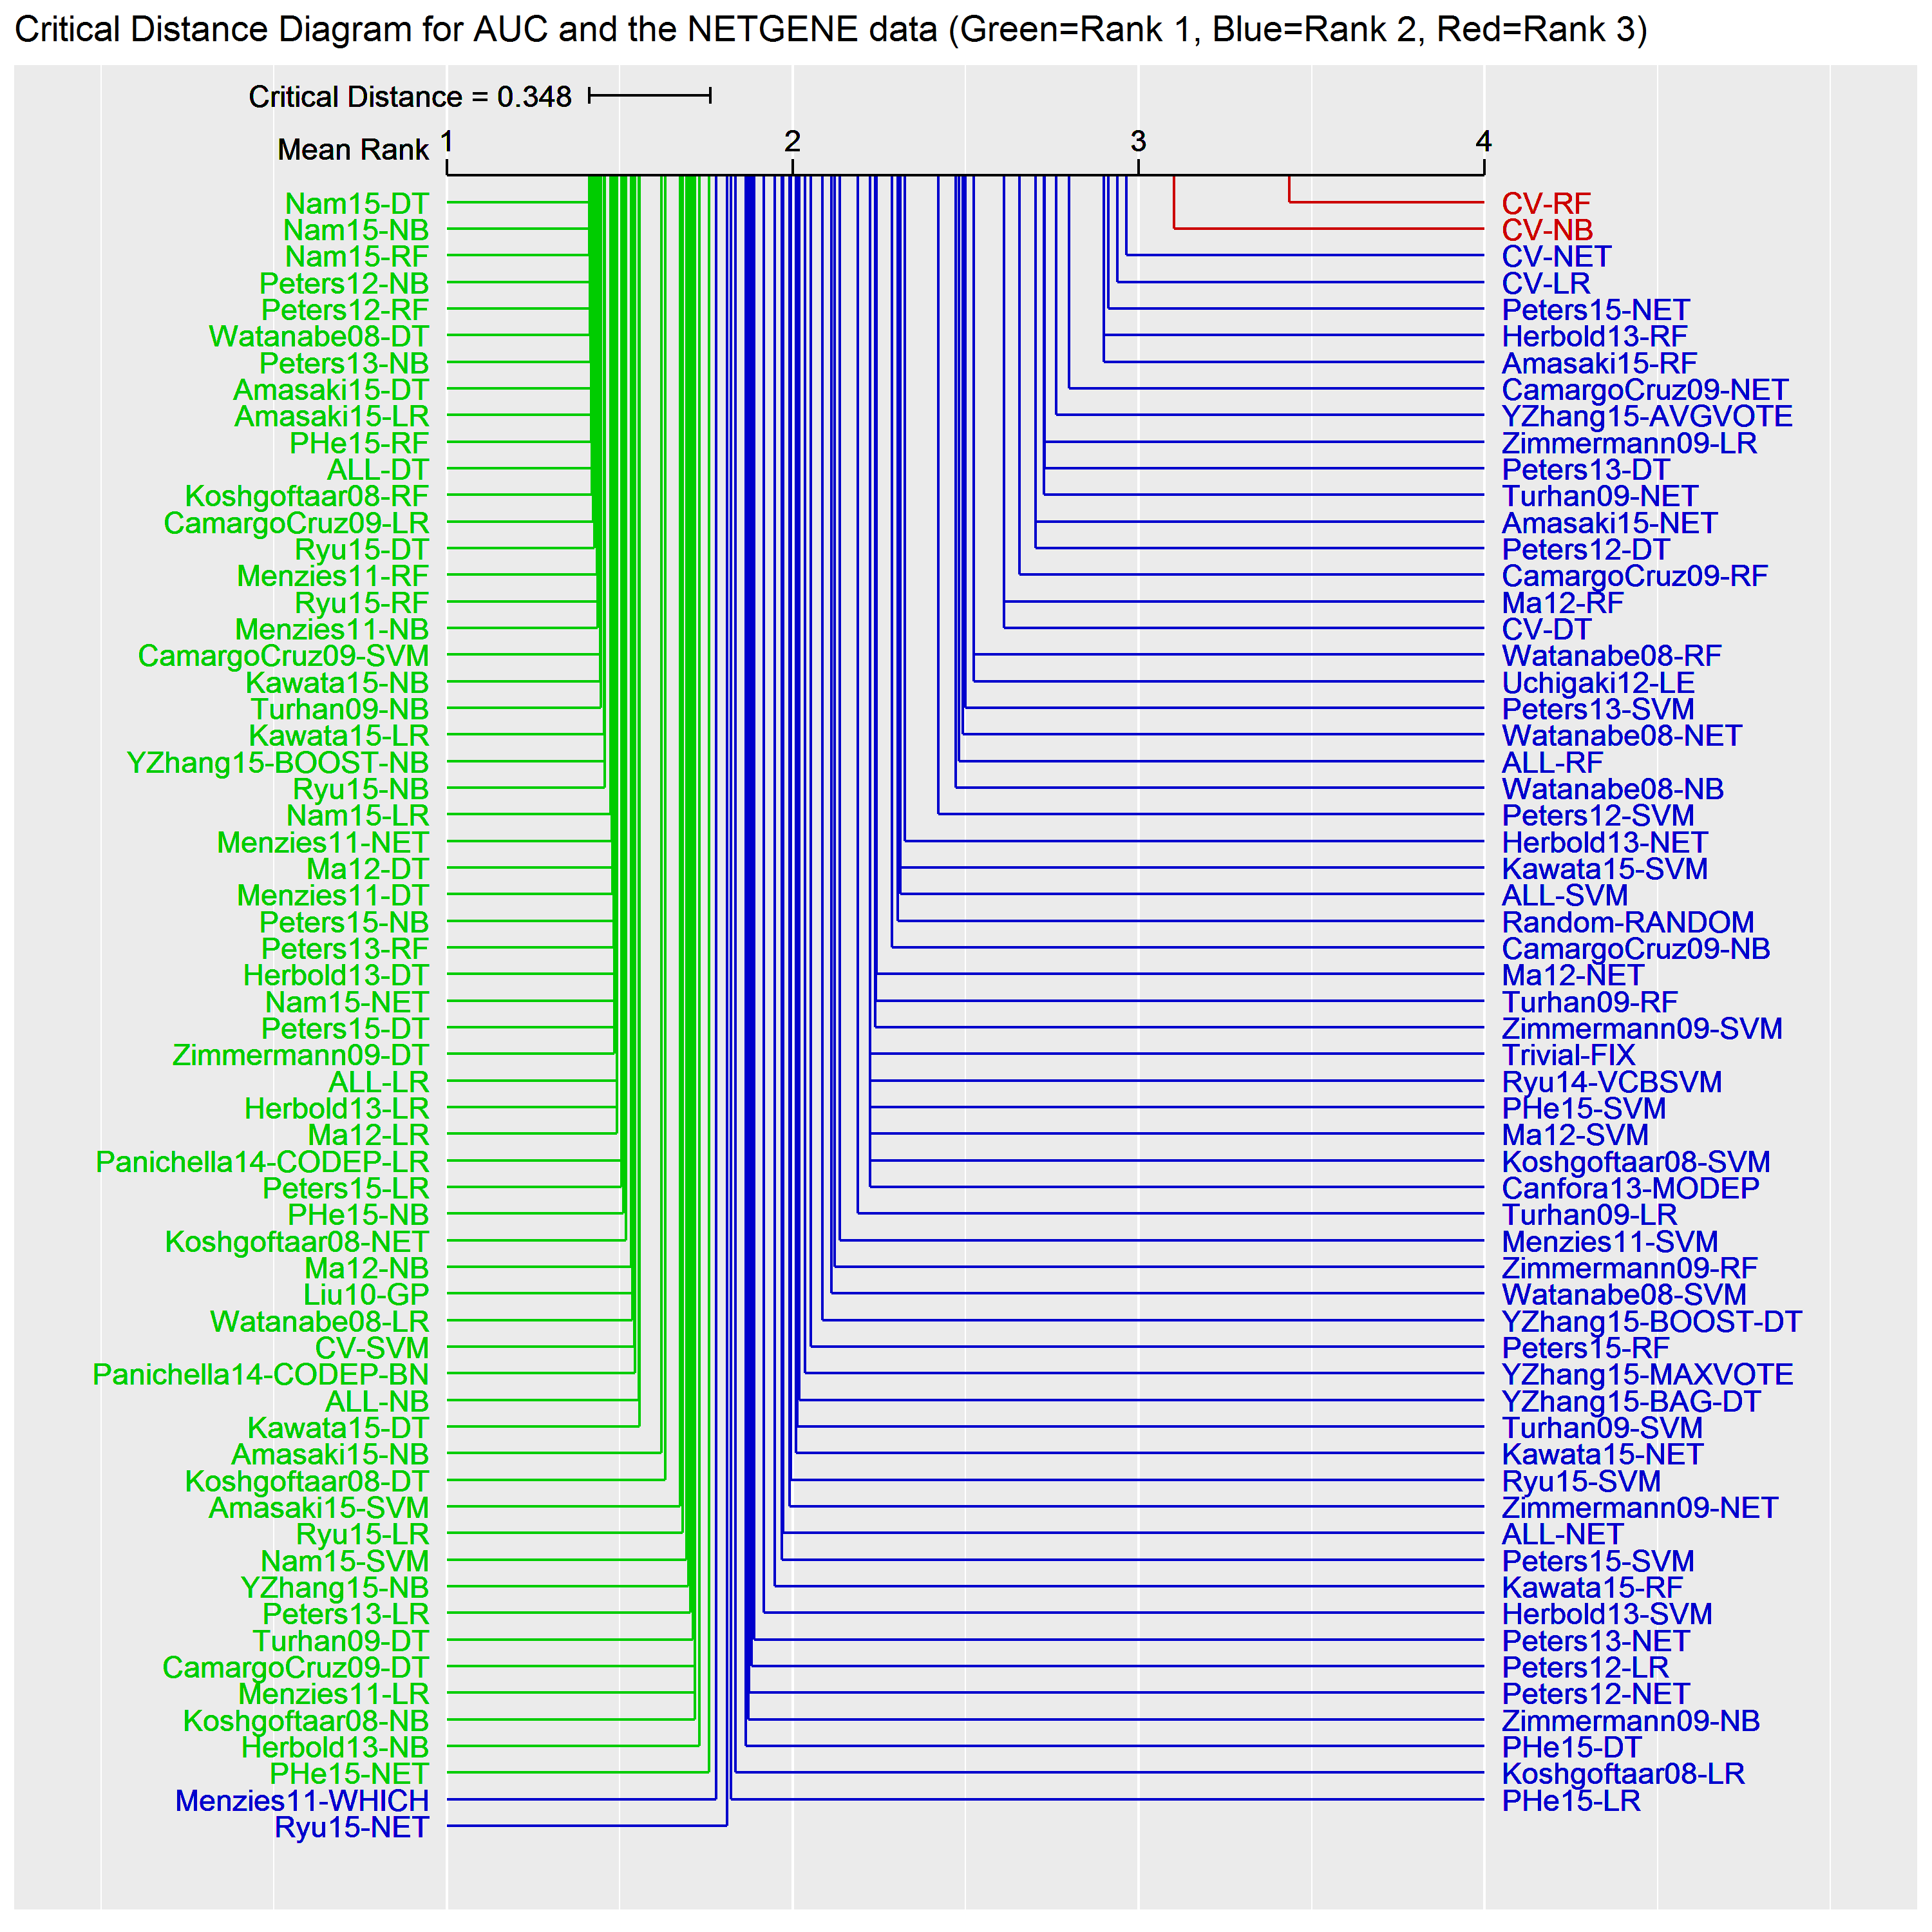 Critical Distance Diagram for AUC and the NETGENE data (Green=Rank 1, Blue=Rank 2, Red=Rank 3)
Critical Distance = 0.348
Mean Rank 1 2 3 4
Nam15-DT
Nam15-NB
Nam15-RF
Peters12-NB
Peters12-RF
Watanabe08-DT
Peters13-NB
Amasaki15-DT
Amasaki15-LR
PHe15-RF
ALL-DT
Koshgoftaar08-RF
CamargoCruz09-LR
Ryu15-DT
Menzies11-RF
Ryu15-RF
Menzies11-NB
CamargoCruz09-SVM
Kawata15-NB
Turhan09-NB
Kawata15-LR
YZhang15-BOOST-NB
Ryu15-NB
Nam15-LR
Menzies11-NET
Ma12-DT
Menzies11-DT
Peters15-NB
Peters13-RF
Herbold13-DT
Nam15-NET
Peters15-DT
Zimmermann09-DT
ALL-LR
Herbold13-LR
Ma12-LR
Panichella14-CODEP-LR
Peters15-LR
PHe15-NB
Koshgoftaar08-NET
Ma12-NB
Liu10-GP
Watanabe08-LR
CV-SVM
Panichella14-CODEP-BN
ALL-NB
Kawata15-DT
Amasaki15-NB
Koshgoftaar08-DT
Amasaki15-SVM
Ryu15-LR
Nam15-SVM
YZhang15-NB
Peters13-LR
Turhan09-DT
CamargoCruz09-DT
Menzies11-LR
Koshgoftaar08-NB
Herbold13-NB
PHe15-NET
Menzies11-WHICH
Ryu15-NET
CV-RF
CV-NB
CV-NET
CV-LR
Peters15-NET
Herbold13-RF
Amasaki15-RF
CamargoCruz09-NET
YZhang15-AVGVOTE
Zimmermann09-LR
Peters13-DT
Turhan09-NET
Amasaki15-NET
Peters12-DT
CamargoCruz09-RF
Ma12-RF
CV-DT
Watanabe08-RF
Uchigaki12-LE
Peters13-SVM
Watanabe08-NET
ALL-RF
Watanabe08-NB
Peters12-SVM
Herbold13-NET
Kawata15-SVM
ALL-SVM
Random-RANDOM
CamargoCruz09-NB
Ma12-NET
Turhan09-RF
Zimmermann09-SVM
Trivial-FIX
Ryu14-VCBSVM
PHe15-SVM
Ma12-SVM
Koshgoftaar08-SVM
Canfora13-MODEP
Turhan09-LR
Menzies11-SVM
Zimmermann09-RF
Watanabe08-SVM
YZhang15-BOOST-DT
Peters15-RF
YZhang15-MAXVOTE
YZhang15-BAG-DT
Turhan09-SVM
Kawata15-NET
Ryu15-SVM
Zimmermann09-NET
ALL-NET
Peters15-SVM
Kawata15-RF
Herbold13-SVM
Peters13-NET
Peters12-LR
Peters12-NET
Zimmermann09-NB
PHe15-DT
Koshgoftaar08-LR
PHe15-LR